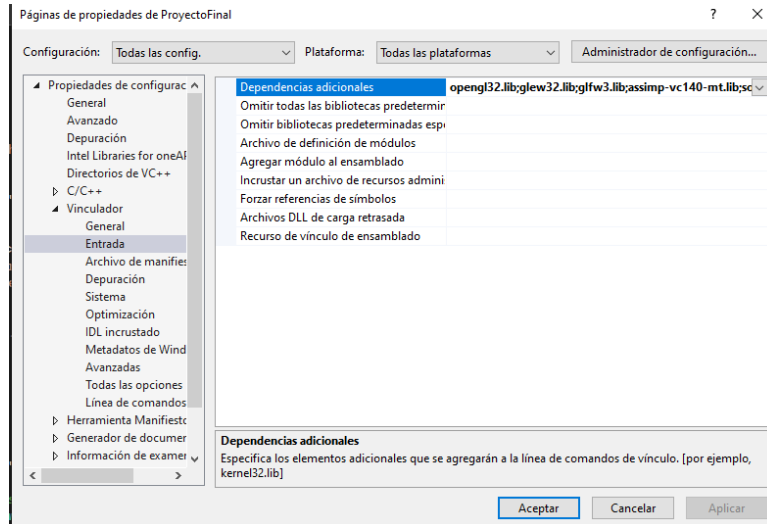 Páginas de propiedades de ProyectoFinal
?
Configuración: Todas las config. Plataforma: Todas las plataformas Administrador de configuración...
Propiedades de configurac
General
Avanzado
Depuración
Intel Libraries for oneAP
Directorios de VC++
C/C++
Vinculador
General
Entrada
Archivo de manifies
Depuración
Sistema
Optimización
IDL incrustado
Metadatos de Wind
Avanzadas
Todas las opciones
Línea de comandos
Herramienta Manifiesto
Generador de documer
Información de examer
Dependencias adicionales opengl32.lib;glew32.lib;glfw3.lib;assimp-vc140-mt.lib;
Omitir todas las bibliotecas predetermin
Omitir bibliotecas predeterminadas espe
Archivo de definición de módulos
Agregar módulo al ensamblado
Incrustar un archivo de recursos admini
Forzar referencias de símbolos
Archivos DLL de carga retrasada
Recurso de vínculo de ensamblado
Dependencias adicionales
Especifica los elementos adicionales que se agregarán a la línea de comandos de vínculo. [por ejemplo,
kernel32.lib]
Aceptar Cancelar Aplicar